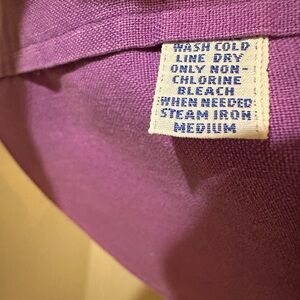 WASH COLD
LINE DRY
ONLY NON-
CHLORINE
BLEACH
WHEN NEEDED
STEAM IRON
MEDIUM